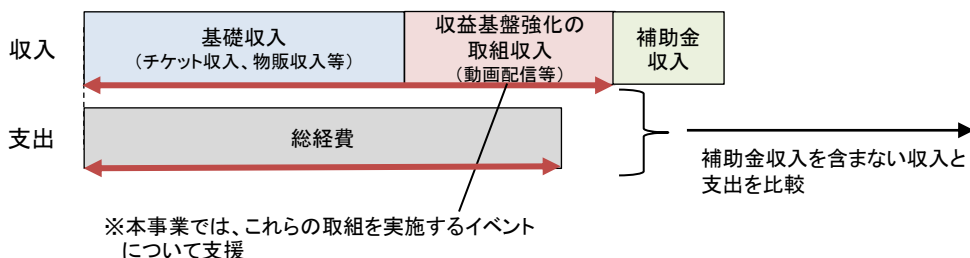 収入
基礎収入
(チケット収入、物販収入等)
収益基盤強化の
取組収入
(動画配信等)
補助金
収入
支出
総経費
補助金収入を含まない収入と
支出を比較
※本事業では、これらの取組を実施するイベント
について支援